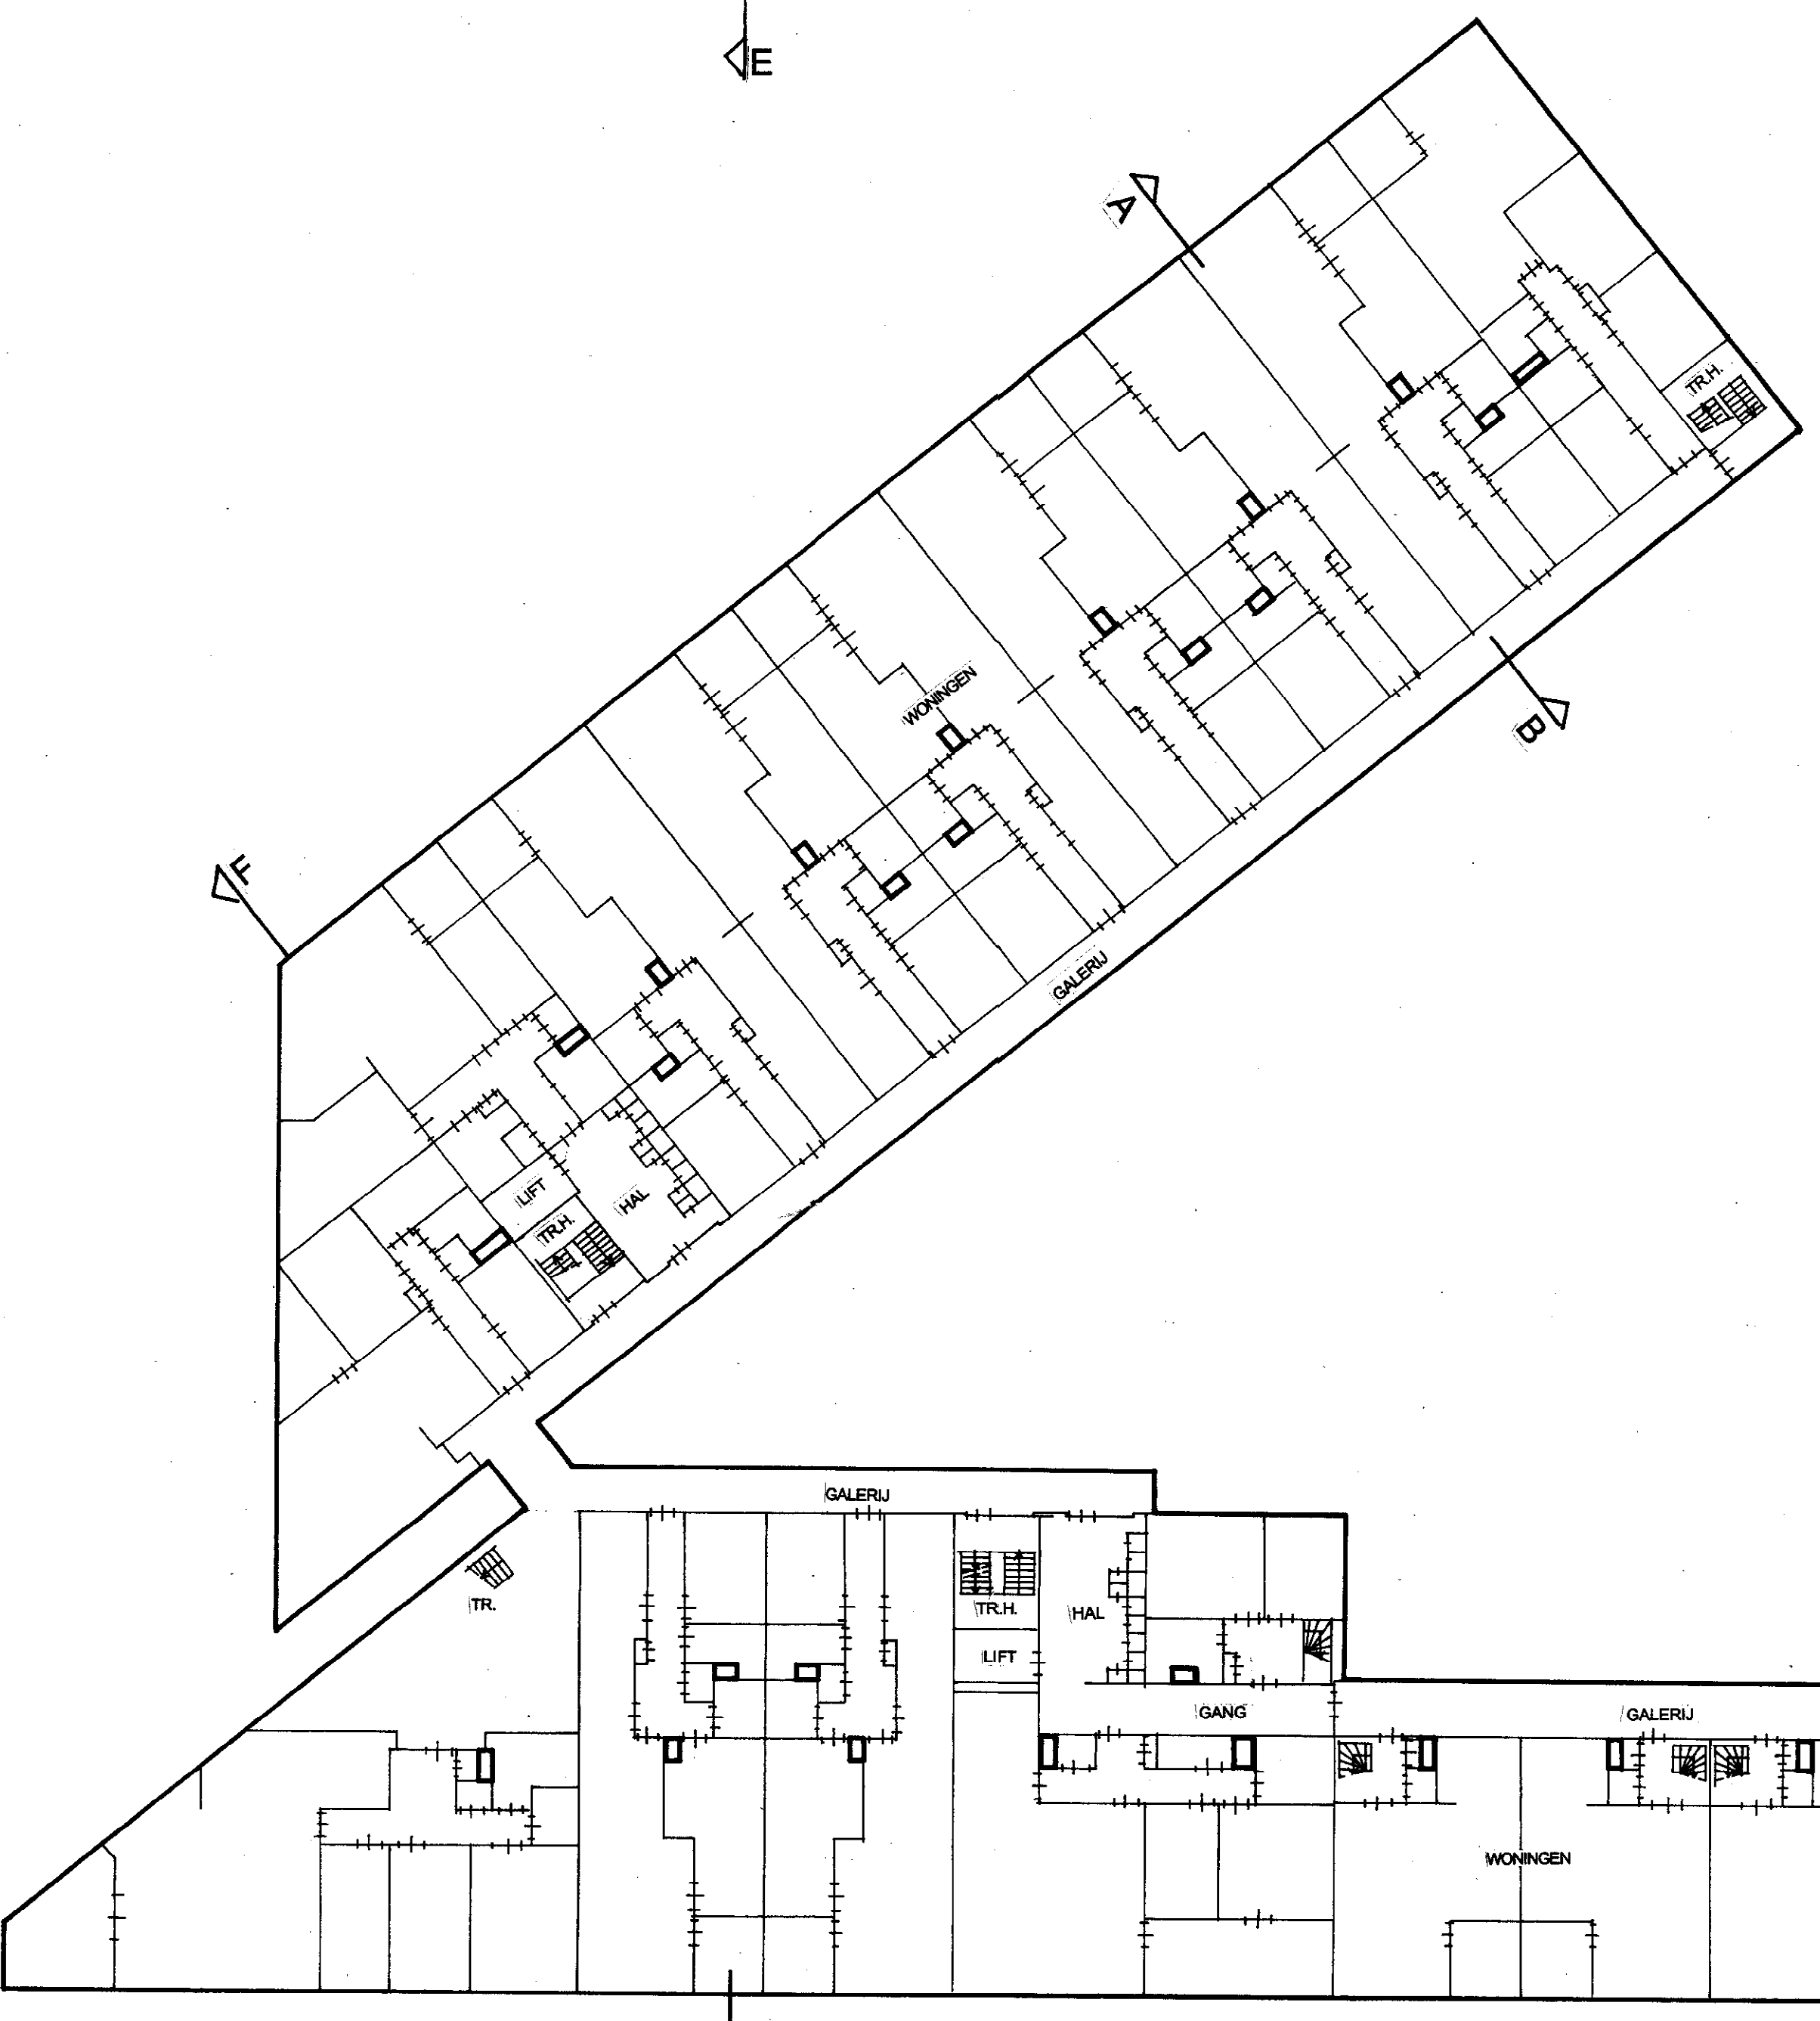 E
A
TR.H.
WONINGEN
B
F
GALERIJ
LIFT
HAL
TR.H.
GALERIJ
TR.
TR.H.
HAL
LIFT
GANG
GALERIJ
WONINGEN